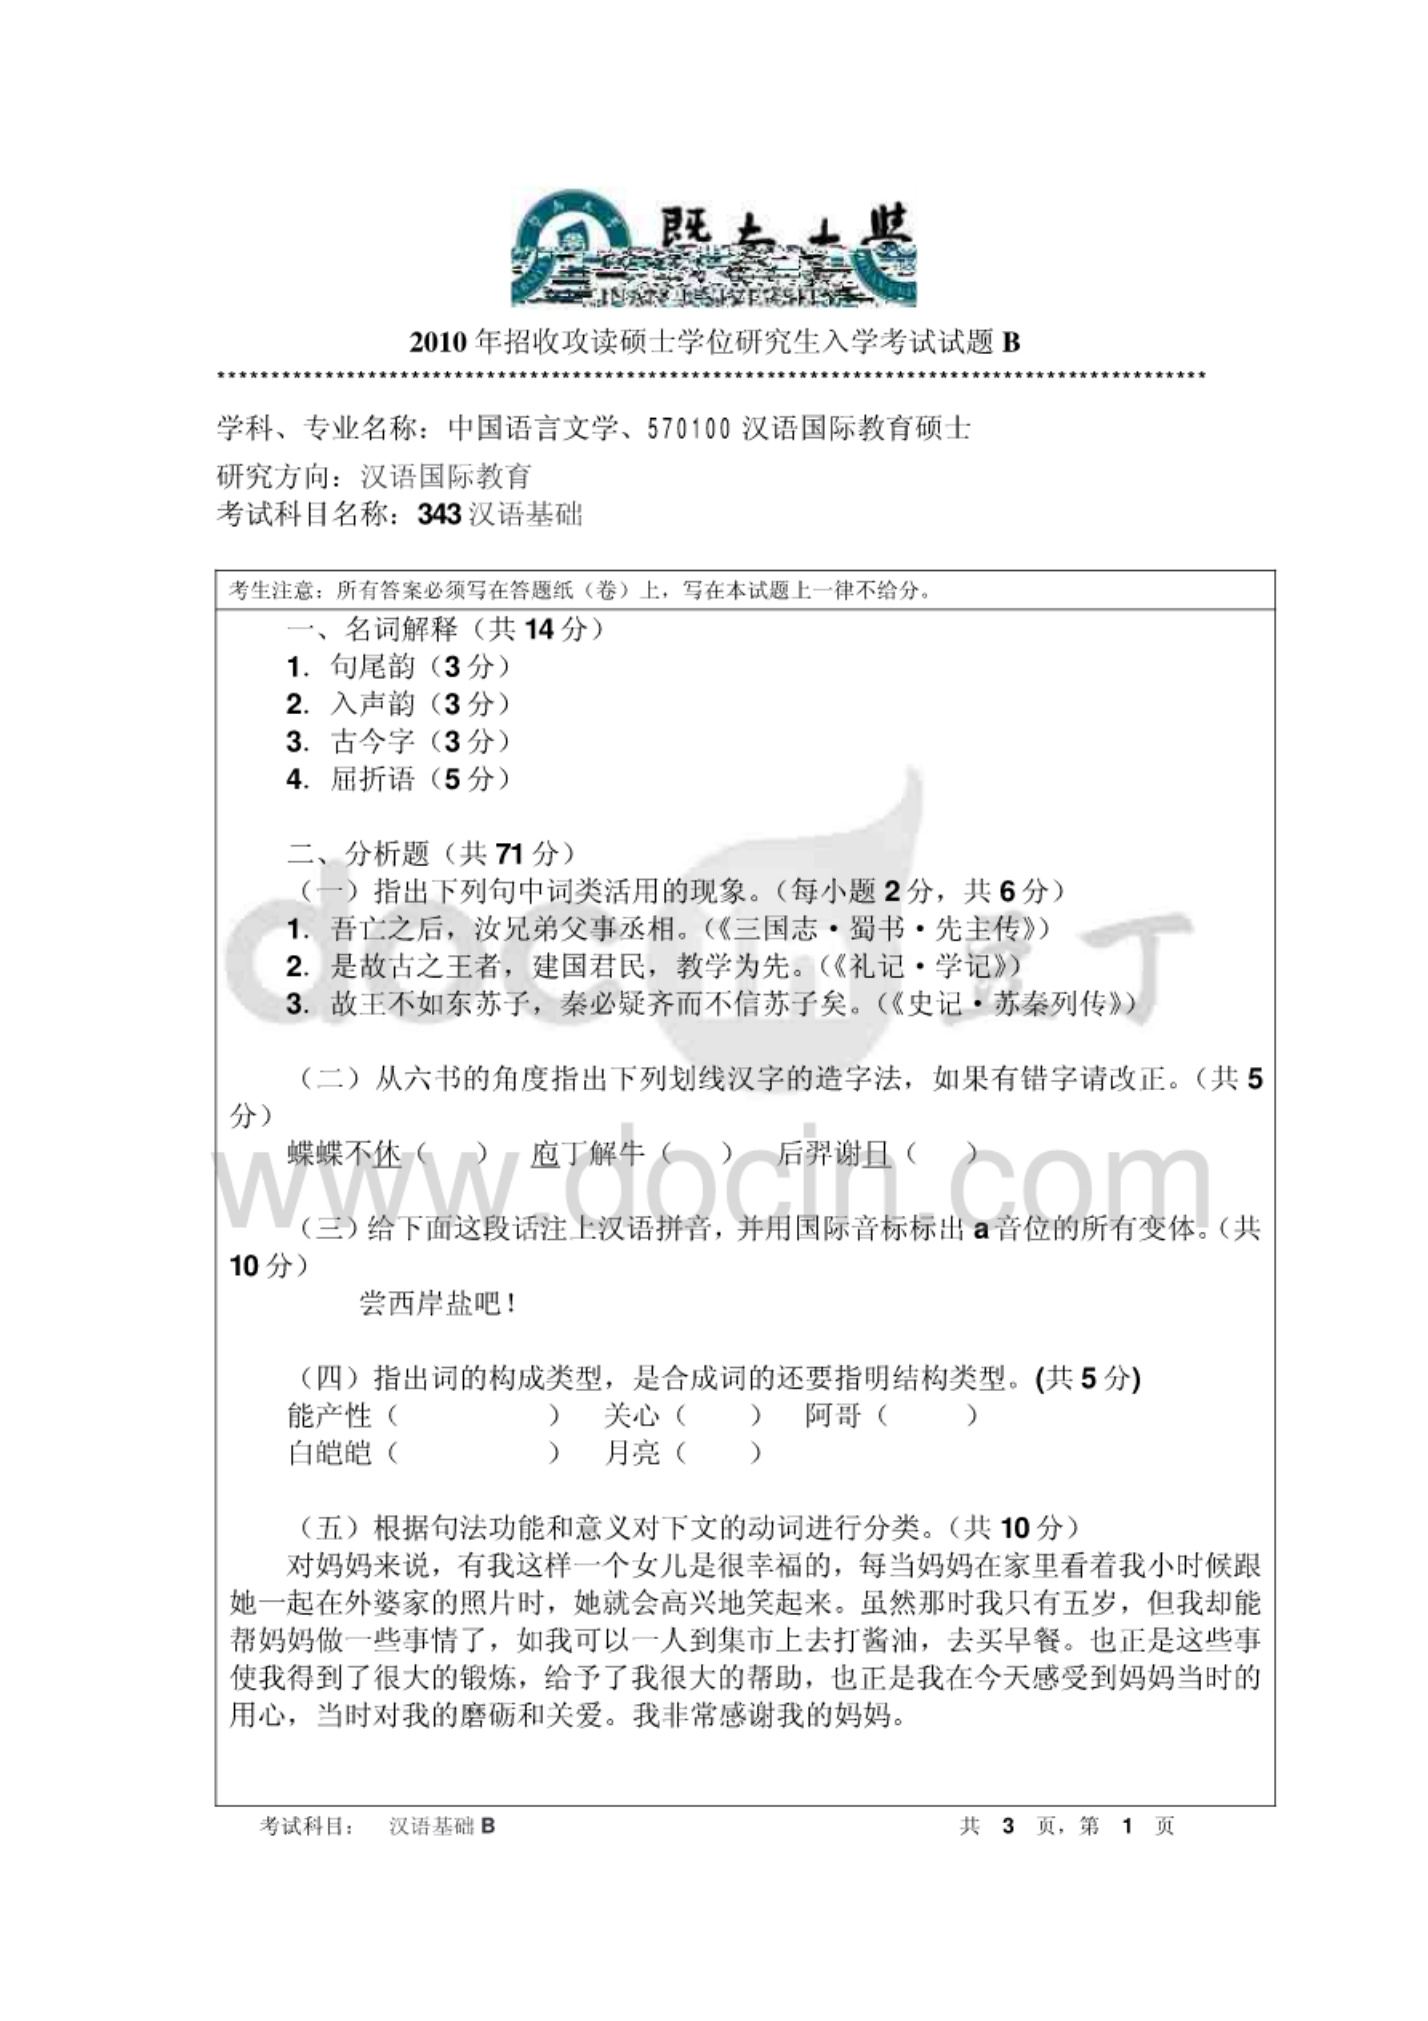 2010 年招收攻读硕士学位研究生入学考试试题 B
******************************************************************************************
学科、专业名称：中国语言文学、570100 汉语国际教育硕士
研究方向：汉语国际教育
考试科目名称：343 汉语基础
考生注意：所有答案必须写在答题纸（卷）上，写在本试题上一律不给分。
一、名词解释（共 14 分）
1．句尾韵（3 分）
2．入声韵（3 分）
3．古今字（3 分）
4．屈折语（5 分）
二、分析题（共 71 分）
（一）指出下列句中词类活用的现象。（每小题 2 分，共 6 分）
1．吾亡之后，汝兄弟父事丞相。（《三国志·蜀书·先主传》）
2．是故古之王者，建国君民，教学为先。（《礼记·学记》）
3．故王不如东苏子，秦必疑齐而不信苏子矣。（《史记·苏秦列传》）
（二）从六书的角度指出下列划线汉字的造字法，如果有错字请改正。（共 5
分）
蝶蝶不休（　　）　庖丁解牛（　　）　后羿谢日（　　）
（三）给下面这段话注上汉语拼音，并用国际音标标出 a 音位的所有变体。（共
10 分）
尝西岸盐吧！
（四）指出词的构成类型，是合成词的还要指明结构类型。(共 5 分)
能产性（　　　　　）　关心（　　）　阿哥（　　）
白皑皑（　　　　　）　月亮（　　）
（五）根据句法功能和意义对下文的动词进行分类。（共 10 分）
对妈妈来说，有我这样一个女儿是很幸福的，每当妈妈在家里看着我小时候跟
她一起在外婆家的照片时，她就会高兴地笑起来。虽然那时我只有五岁，但我却能
帮妈妈做一些事情了，如我可以一人到集市上去打酱油，去买早餐。也正是这些事
使我得到了很大的锻炼，给予了我很大的帮助，也正是我在今天感受到妈妈当时的
用心，当时对我的磨砺和关爱。我非常感谢我的妈妈。
考试科目： 汉语基础 B　　共 3 页，第 1 页
docin 豆丁
www.docin.com